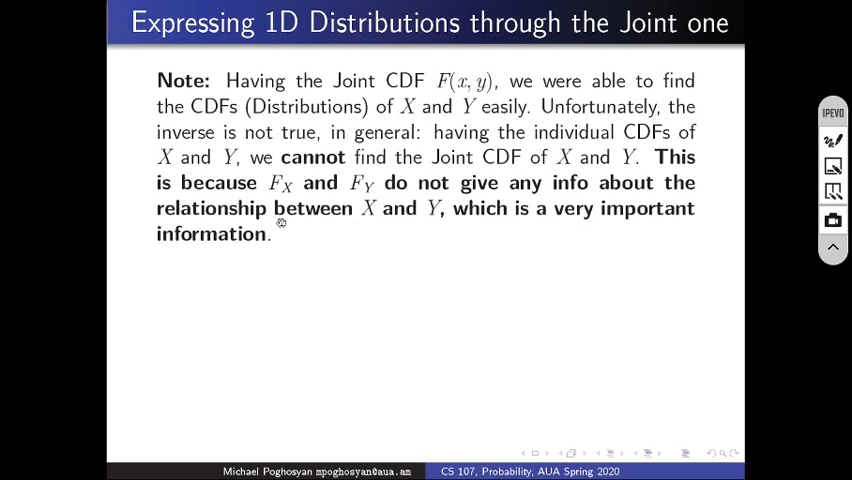 Expressing 1D Distributions through the Joint one
Note: Having the Joint CDF F(x, y), we were able to find
the CDFs (Distributions) of X and Y easily. Unfortunately, the
inverse is not true, in general: having the individual CDFs of
X and Y, we cannot find the Joint CDF of X and Y. This
is because F_X and F_Y do not give any info about the
relationship between X and Y, which is a very important
information.
IPEVO
Michael Poghosyan mpoghosyan@aua.am CS 107, Probability, AUA Spring 2020